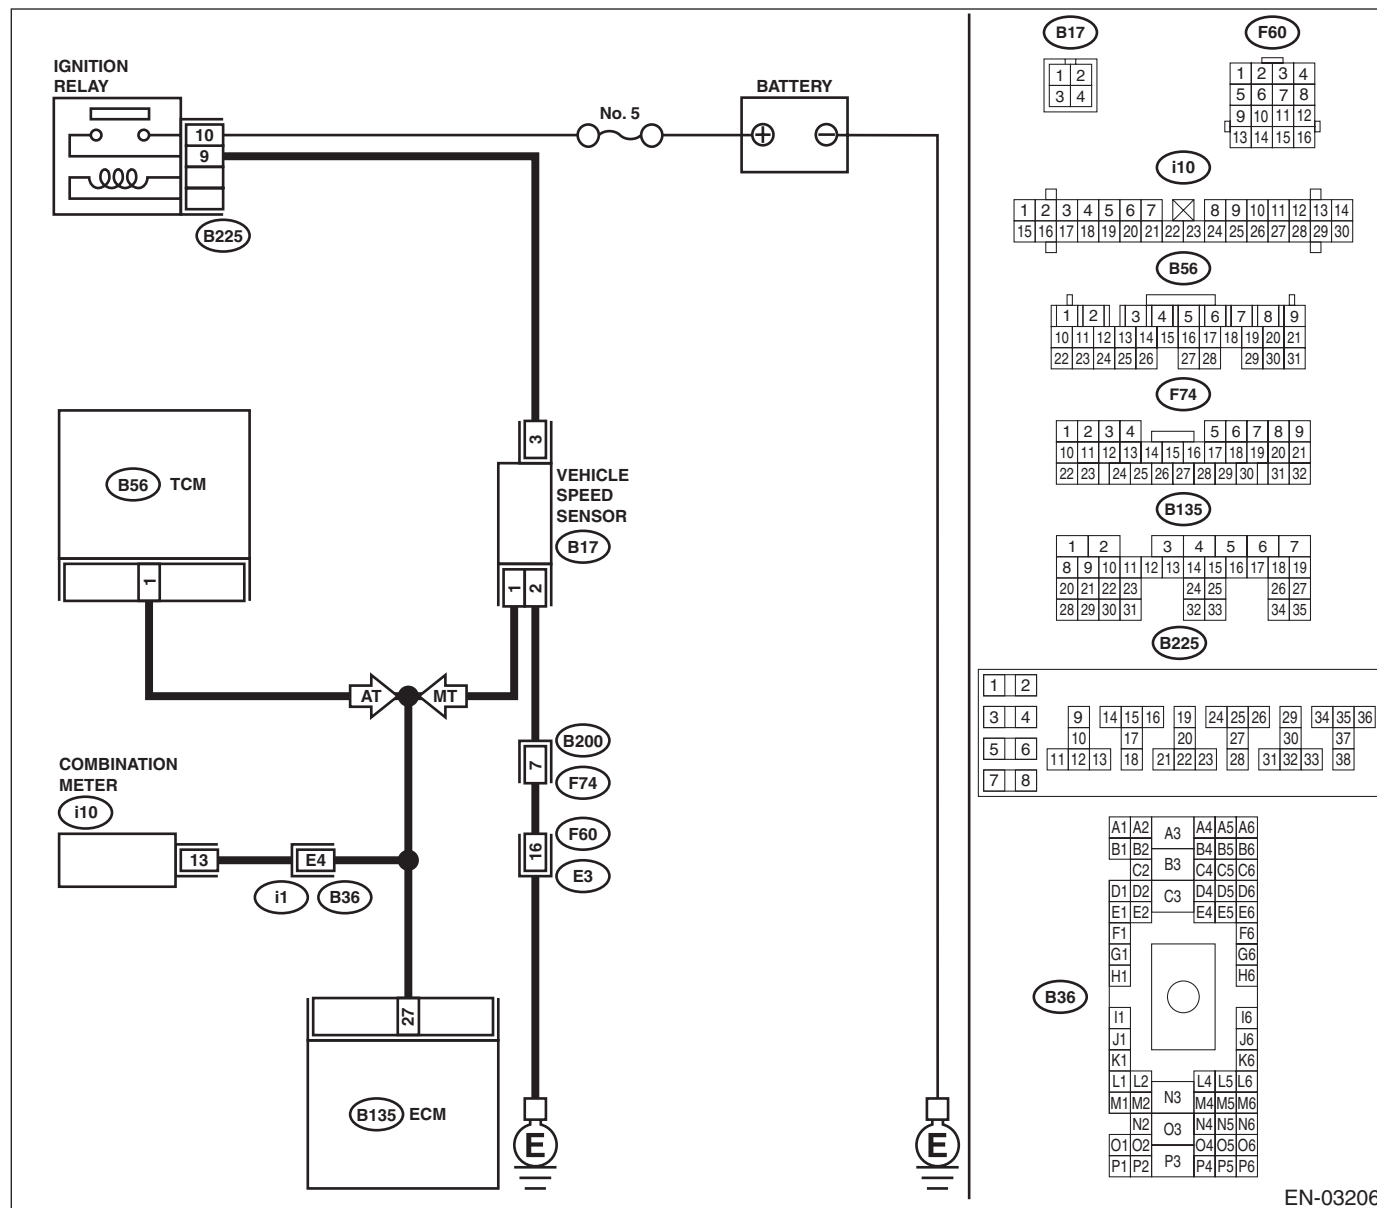 IGNITION
RELAY
10
9
B225
No. 5
BATTERY
B56 TCM
1
3
VEHICLE
SPEED
SENSOR
B17
1 2
AT MT
B200
7
F74
COMBINATION
METER
i10
13
E4
i1 B36
F60
16
E3
27
B135 ECM
E
E
B17
1 2
3 4
F60
1 2 3 4
5 6 7 8
9 10 11 12
13 14 15 16
i10
1 2 3 4 5 6 7 8 9 10 11 12 13 14
15 16 17 18 19 20 21 22 23 24 25 26 27 28 29 30
B56
1 2 3 4 5 6 7 8 9
10 11 12 13 14 15 16 17 18 19 20 21
22 23 24 25 26 27 28 29 30 31
F74
1 2 3 4 5 6 7 8 9
10 11 12 13 14 15 16 17 18 19 20 21
22 23 24 25 26 27 28 29 30 31 32
B135
1 2 3 4 5 6 7
8 9 10 11 12 13 14 15 16 17 18 19
20 21 22 23 24 25 26 27
28 29 30 31 32 33 34 35
B225
1 2
3 4 9 14 15 16 19 24 25 26 29 34 35 36
10 17 20 27 30 37
5 6 11 12 13 18 21 22 23 28 31 32 33 38
7 8
B36
A1 A2 A3 A4 A5 A6
B1 B2 B3 B4 B5 B6
C2 C3 C4 C5 C6
D1 D2 D4 D5 D6
E1 E2 E4 E5 E6
F1 F6
G1 G6
H1 H6
I1 I6
J1 J6
K1 K6
L1 L2 L4 L5 L6
M1 M2 N3 M4 M5 M6
N2 O3 N4 N5 N6
O1 O2 O4 O5 O6
P1 P2 P3 P4 P5 P6
EN-03206